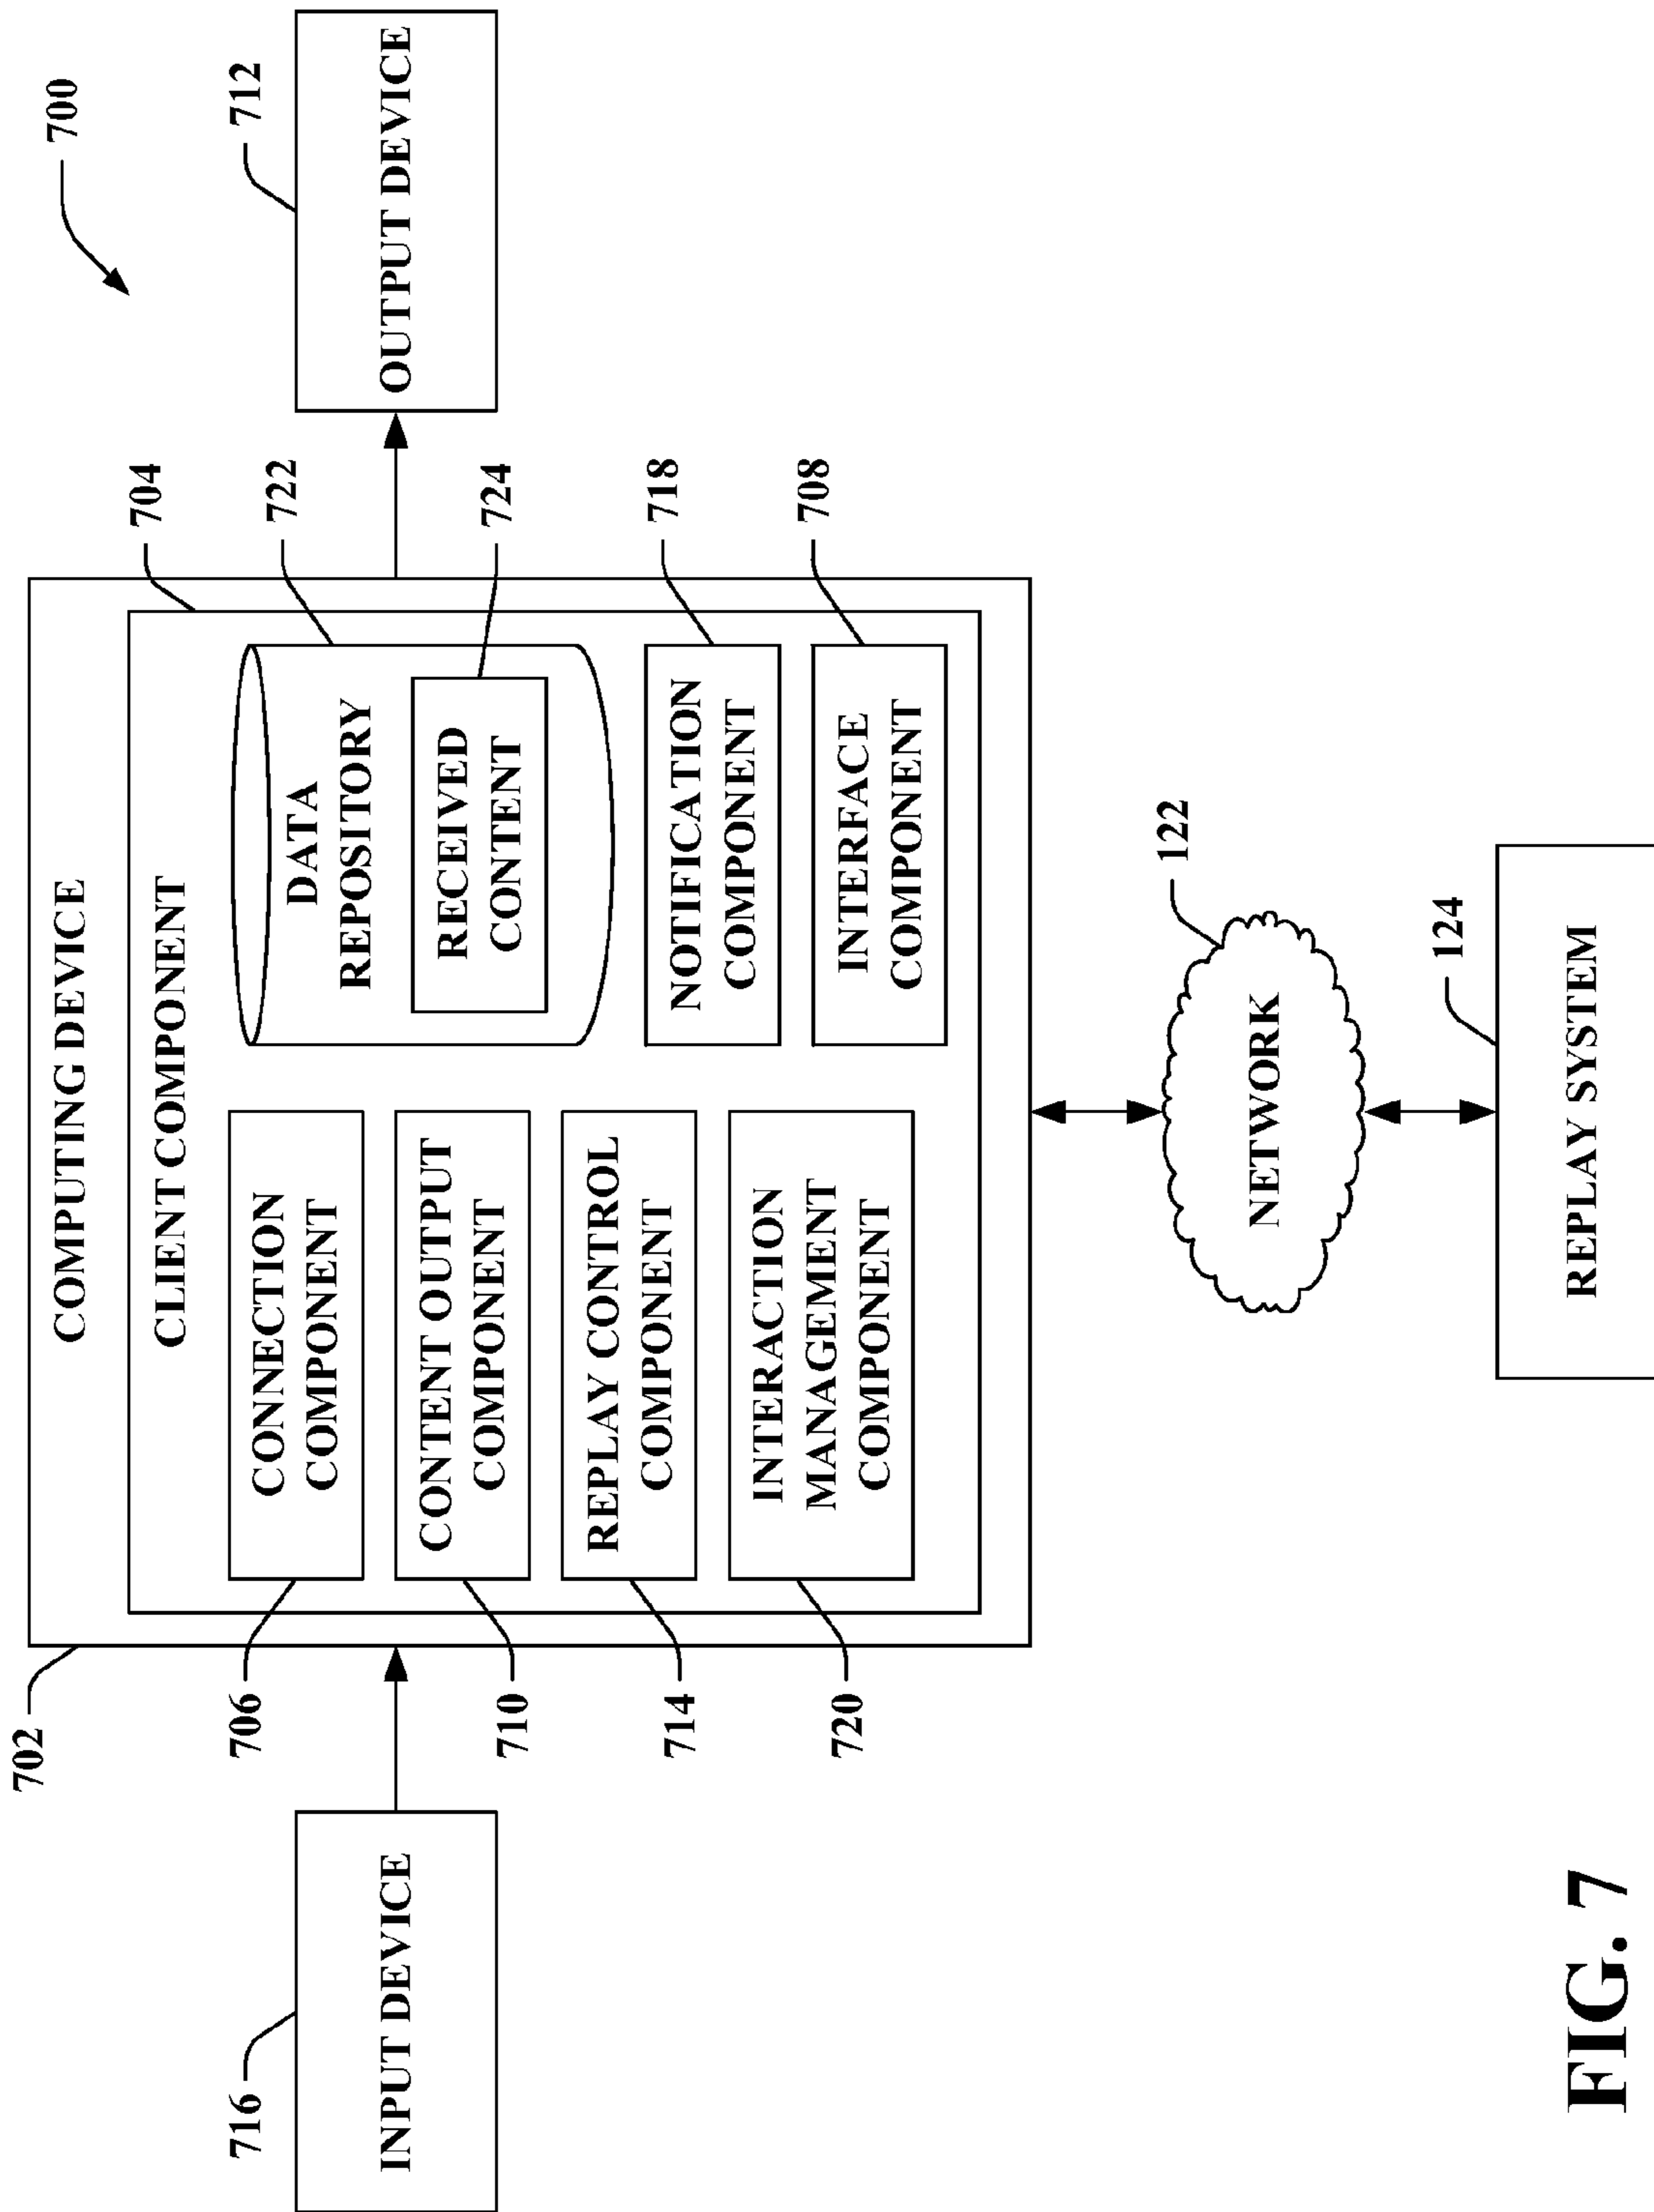 700
702
COMPUTING DEVICE
704
CLIENT COMPONENT
716
INPUT DEVICE
706
CONNECTION
COMPONENT
710
CONTENT OUTPUT
COMPONENT
714
REPLAY CONTROL
COMPONENT
720
INTERACTION
MANAGEMENT
COMPONENT
722
DATA
REPOSITORY
724
RECEIVED
CONTENT
718
NOTIFICATION
COMPONENT
708
INTERFACE
COMPONENT
712
OUTPUT DEVICE
122
NETWORK
124
REPLAY SYSTEM
FIG. 7